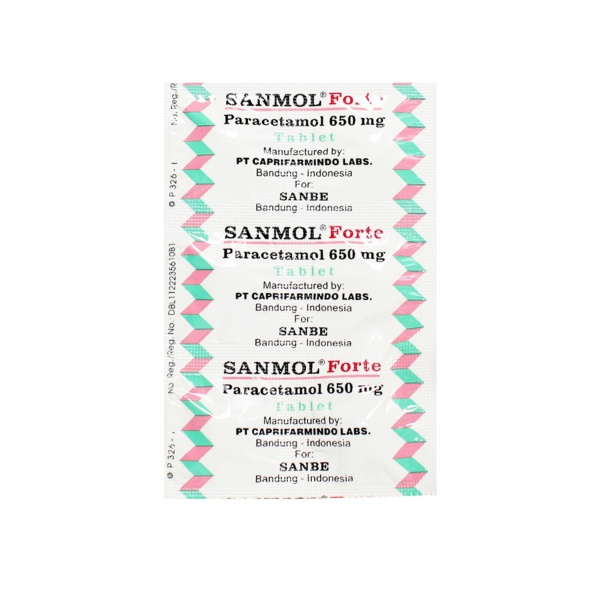 SANMOL® Forte
Paracetamol 650 mg
Tablet
Manufactured by:
PT CAPRIFARMINDO LABS.
Bandung - Indonesia
For:
SANBE
Bandung - Indonesia
SANMOL® Forte
Paracetamol 650 mg
Tablet
Manufactured by:
PT CAPRIFARMINDO LABS.
Bandung - Indonesia
For:
SANBE
Bandung - Indonesia
SANMOL® Forte
Paracetamol 650 mg
Tablet
Manufactured by:
PT CAPRIFARMINDO LABS.
Bandung - Indonesia
For:
SANBE
Bandung - Indonesia
P 326 - I
No. Reg./R
P 326 - I
No. Reg./Reg. No.: DBL1122235610B1